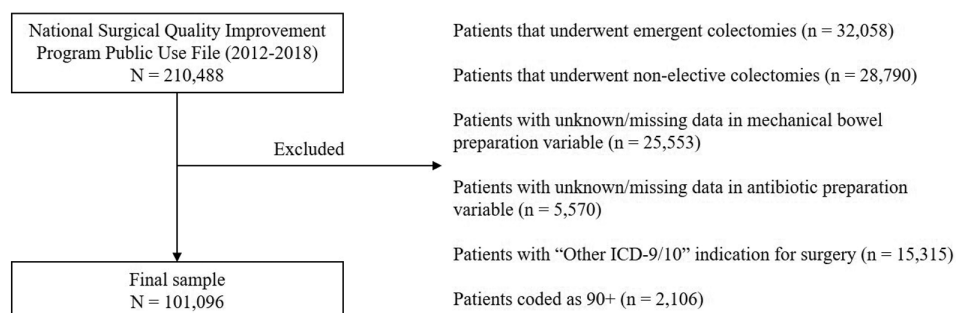 National Surgical Quality Improvement
Program Public Use File (2012-2018)
N = 210,488
Excluded
Patients that underwent emergent colectomies (n = 32,058)
Patients that underwent non-elective colectomies (n = 28,790)
Patients with unknown/missing data in mechanical bowel
preparation variable (n = 25,553)
Patients with unknown/missing data in antibiotic preparation
variable (n = 5,570)
Patients with “Other ICD-9/10” indication for surgery (n = 15,315)
Patients coded as 90+ (n = 2,106)
Final sample
N = 101,096